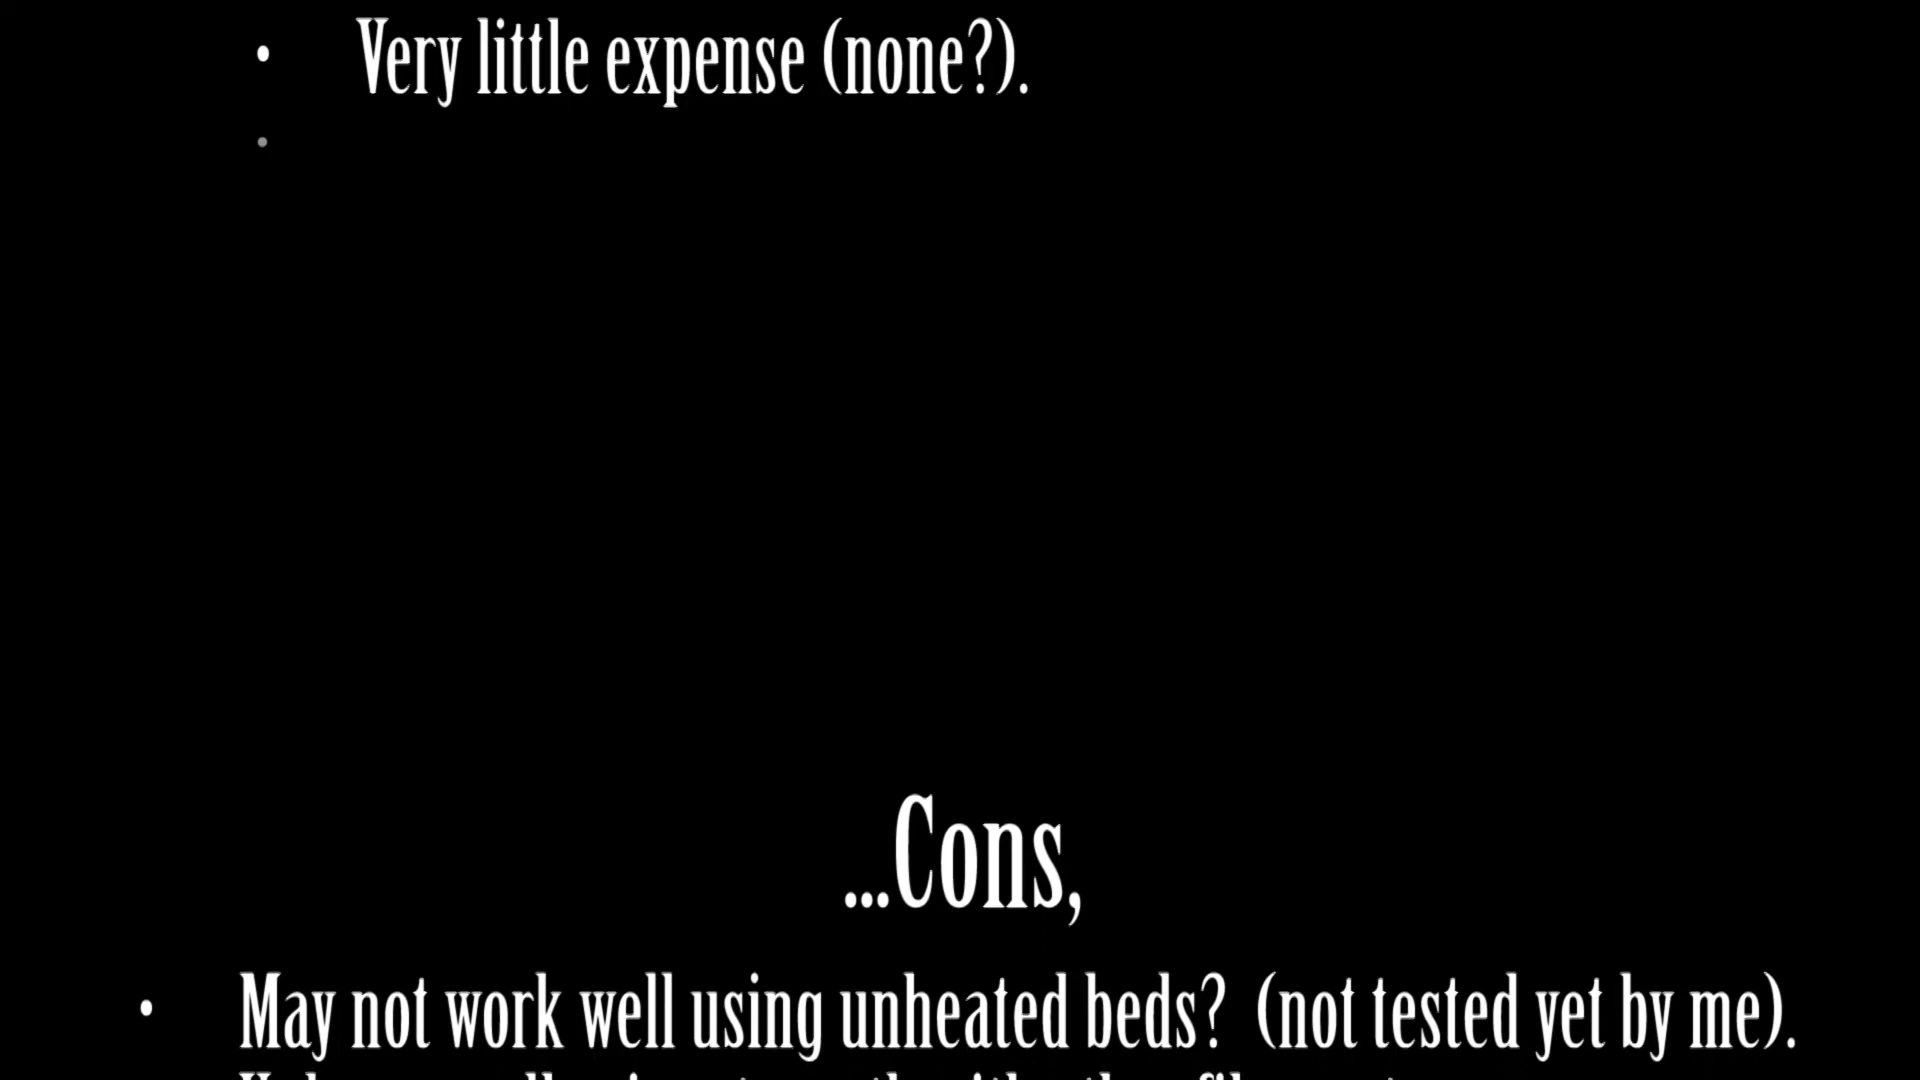 • Very little expense (none?).
•
...Cons,
• May not work well using unheated beds?  (not tested yet by me).